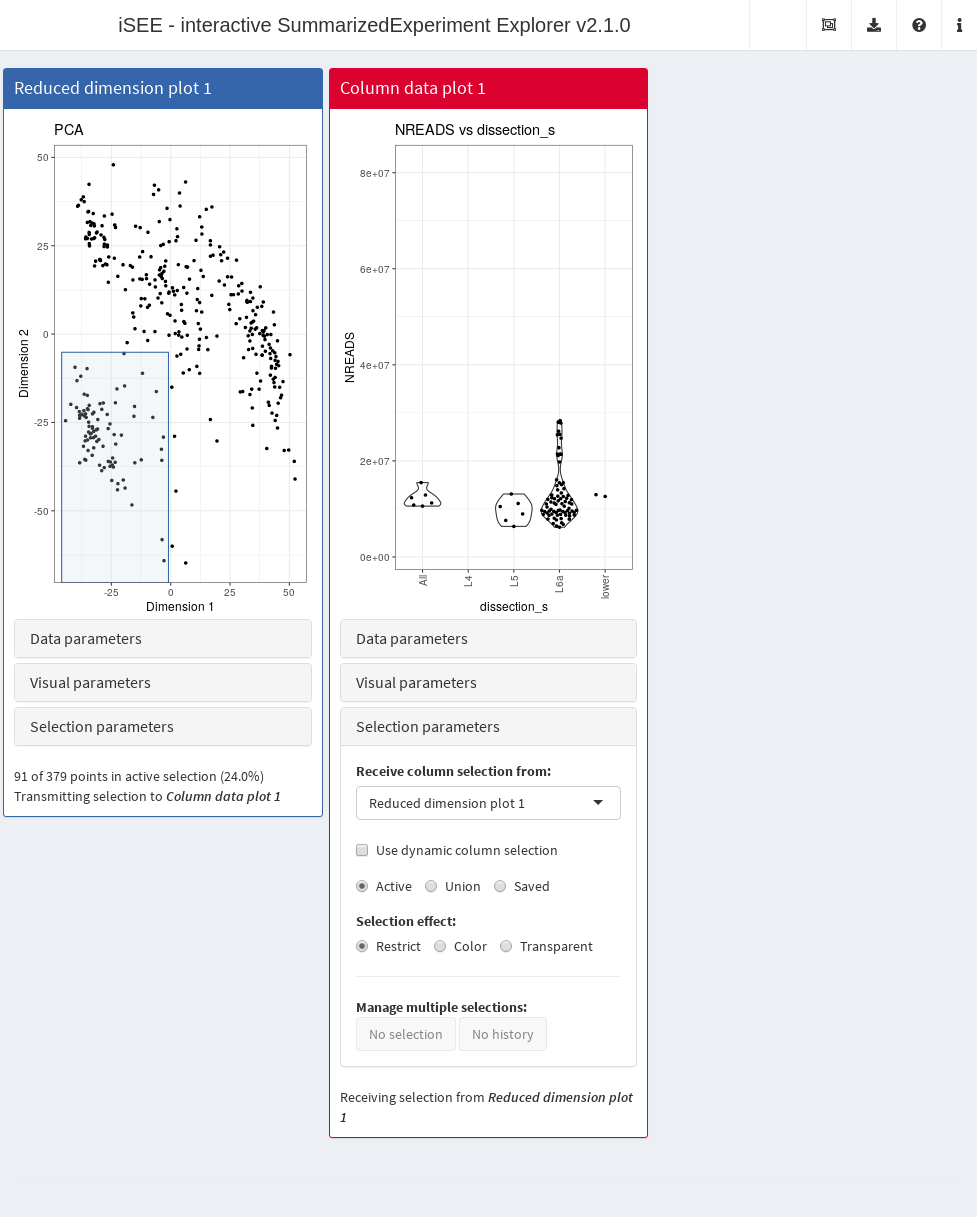 iSEE - interactive SummarizedExperiment Explorer v2.1.0
Reduced dimension plot 1
PCA
50
25
0
-25
-50
Dimension 2
-25
0
25
50
Dimension 1
Data parameters
Visual parameters
Selection parameters
91 of 379 points in active selection (24.0%)
Transmitting selection to Column data plot 1
Column data plot 1
NREADS vs dissection_s
8e+07
6e+07
4e+07
2e+07
0e+00
NREADS
All
L4
L5
L6a
lower
dissection_s
Data parameters
Visual parameters
Selection parameters
Receive column selection from:
Reduced dimension plot 1
Use dynamic column selection
Active Union Saved
Selection effect:
Restrict Color Transparent
Manage multiple selections:
No selection No history
Receiving selection from Reduced dimension plot
1